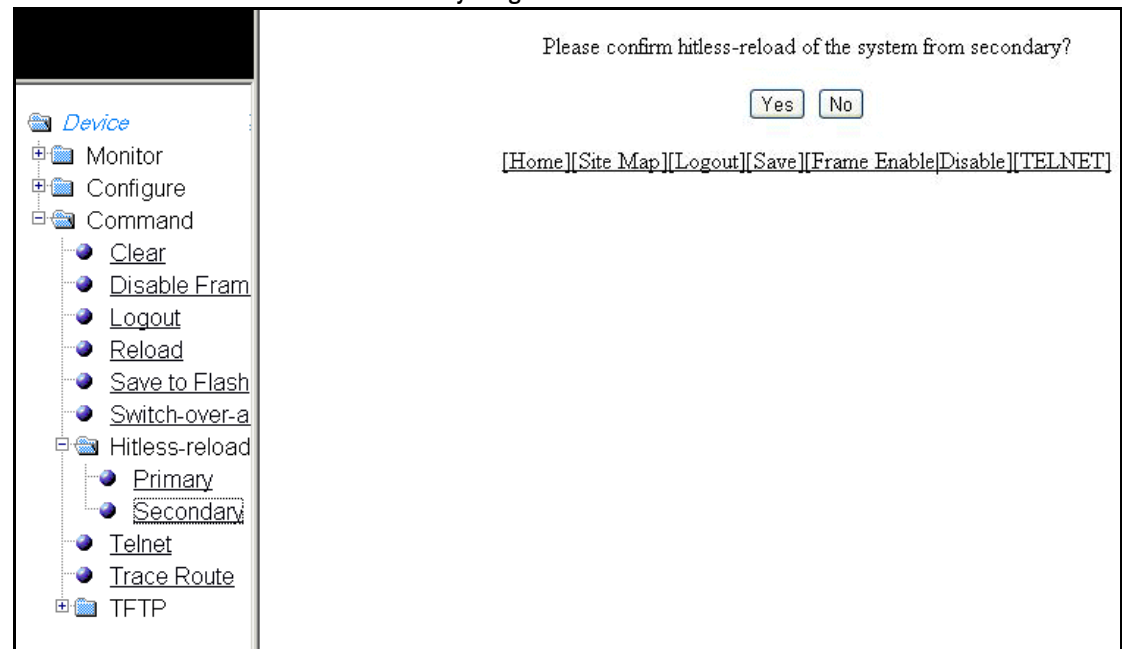 Please confirm hitless-reload of the system from secondary?
Yes No
[Home][Site Map][Logout][Save][Frame Enable|Disable][TELNET]
Device
Monitor
Configure
Command
Clear
Disable Fram
Logout
Reload
Save to Flash
Switch-over-a
Hitless-reload
Primary
Secondary
Telnet
Trace Route
TFTP